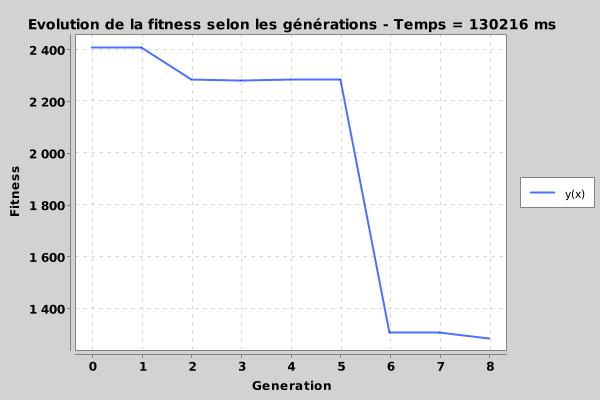 Evolution de la fitness selon les générations - Temps = 130216 ms
2 400
2 200
2 000
1 800
1 600
1 400
Fitness
0 1 2 3 4 5 6 7 8
Generation
y(x)